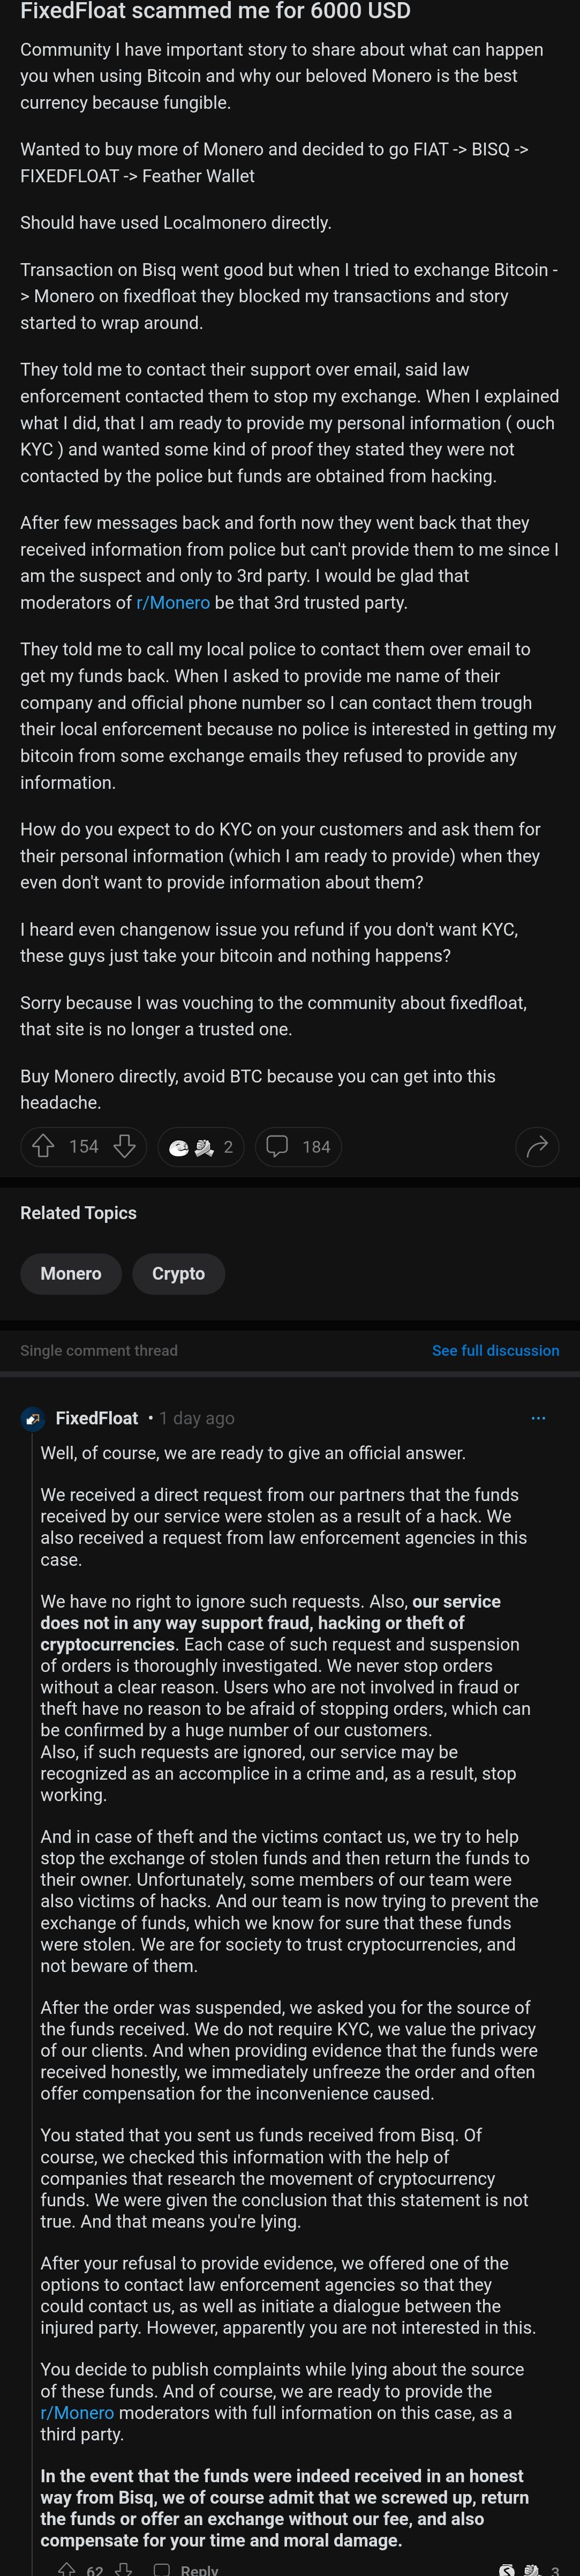 FixedFloat scammed me for 6000 USD
Community I have important story to share about what can happen
you when using Bitcoin and why our beloved Monero is the best
currency because fungible.
Wanted to buy more of Monero and decided to go FIAT -> BISQ ->
FIXEDFLOAT -> Feather Wallet
Should have used Localmonero directly.
Transaction on Bisq went good but when I tried to exchange Bitcoin -
> Monero on fixedfloat they blocked my transactions and story
started to wrap around.
They told me to contact their support over email, said law
enforcement contacted them to stop my exchange. When I explained
what I did, that I am ready to provide my personal information ( ouch
KYC ) and wanted some kind of proof they stated they were not
contacted by the police but funds are obtained from hacking.
After few messages back and forth now they went back that they
received information from police but can't provide them to me since I
am the suspect and only to 3rd party. I would be glad that
moderators of r/Monero be that 3rd trusted party.
They told me to call my local police to contact them over email to
get my funds back. When I asked to provide me name of their
company and official phone number so I can contact them trough
their local enforcement because no police is interested in getting my
bitcoin from some exchange emails they refused to provide any
information.
How do you expect to do KYC on your customers and ask them for
their personal information (which I am ready to provide) when they
even don't want to provide information about them?
I heard even changenow issue you refund if you don't want KYC,
these guys just take your bitcoin and nothing happens?
Sorry because I was vouching to the community about fixedfloat,
that site is no longer a trusted one.
Buy Monero directly, avoid BTC because you can get into this
headache.
154 2 184
Related Topics
Monero Crypto
Single comment thread See full discussion
FixedFloat • 1 day ago ...
Well, of course, we are ready to give an official answer.
We received a direct request from our partners that the funds
received by our service were stolen as a result of a hack. We
also received a request from law enforcement agencies in this
case.
We have no right to ignore such requests. Also, our service
does not in any way support fraud, hacking or theft of
cryptocurrencies. Each case of such request and suspension
of orders is thoroughly investigated. We never stop orders
without a clear reason. Users who are not involved in fraud or
theft have no reason to be afraid of stopping orders, which can
be confirmed by a huge number of our customers.
Also, if such requests are ignored, our service may be
recognized as an accomplice in a crime and, as a result, stop
working.
And in case of theft and the victims contact us, we try to help
stop the exchange of stolen funds and then return the funds to
their owner. Unfortunately, some members of our team were
also victims of hacks. And our team is now trying to prevent the
exchange of funds, which we know for sure that these funds
were stolen. We are for society to trust cryptocurrencies, and
not beware of them.
After the order was suspended, we asked you for the source of
the funds received. We do not require KYC, we value the privacy
of our clients. And when providing evidence that the funds were
received honestly, we immediately unfreeze the order and often
offer compensation for the inconvenience caused.
You stated that you sent us funds received from Bisq. Of
course, we checked this information with the help of
companies that research the movement of cryptocurrency
funds. We were given the conclusion that this statement is not
true. And that means you're lying.
After your refusal to provide evidence, we offered one of the
options to contact law enforcement agencies so that they
could contact us, as well as initiate a dialogue between the
injured party. However, apparently you are not interested in this.
You decide to publish complaints while lying about the source
of these funds. And of course, we are ready to provide the
r/Monero moderators with full information on this case, as a
third party.
In the event that the funds were indeed received in an honest
way from Bisq, we of course admit that we screwed up, return
the funds or offer an exchange without our fee, and also
compensate for your time and moral damage.
62 Reply 3